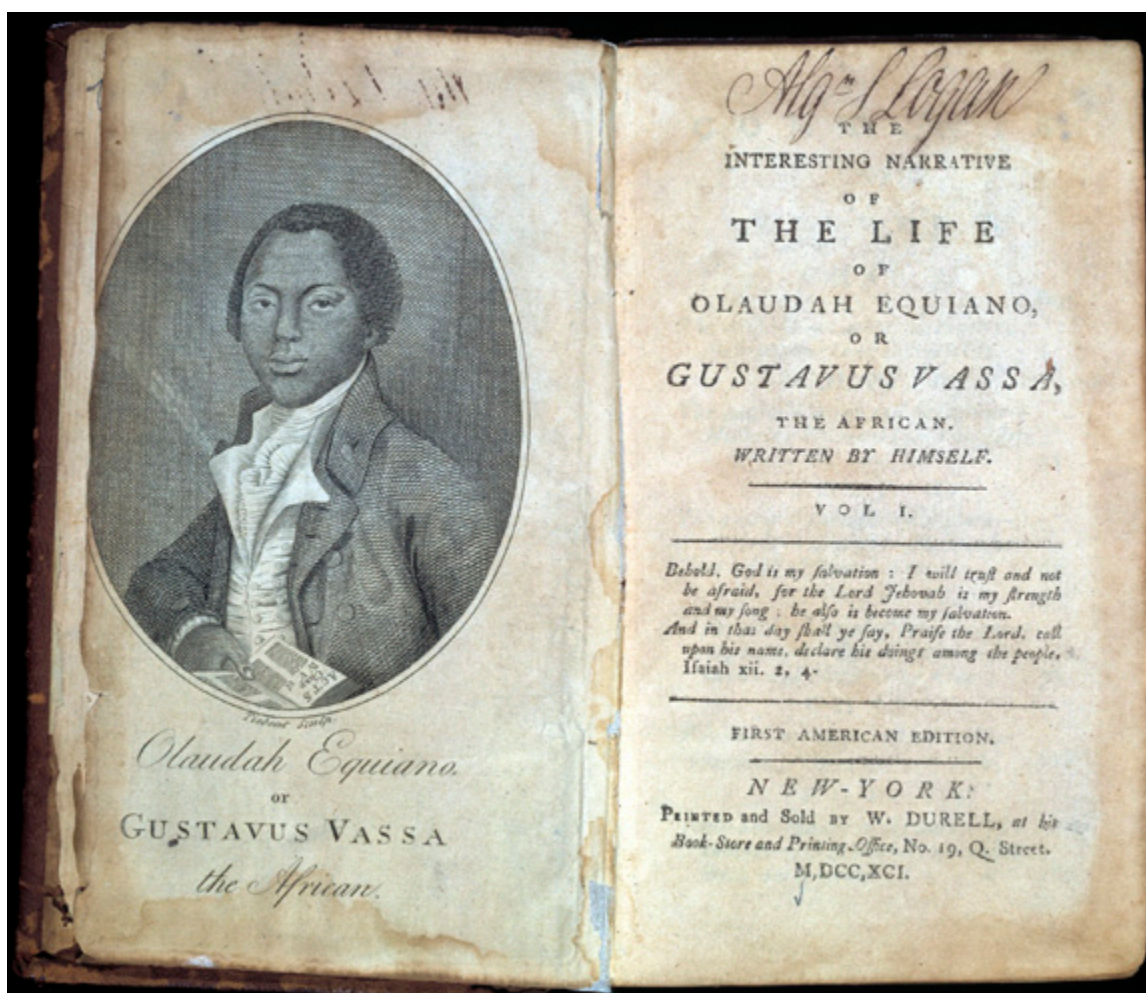 Olaudah Equiano.
or
GUSTAVUS VASSA
the African.
Logan
THE
INTERESTING NARRATIVE
OF
THE LIFE
OF
OLAUDAH EQUIANO,
OR
GUSTAVUS VASSA,
THE AFRICAN.
WRITTEN BY HIMSELF.
VOL I.
Behold, God is my ſalvation : I will truſt and not
be afraid, for the Lord Jehovah is my ſtrength
and my ſong ; he alſo is become my ſalvation.
And in that day ſhall ye ſay, Praiſe the Lord, call
upon his name, declare his doings among the people.
Iſaiah xii. 2, 4.
FIRST AMERICAN EDITION.
NEW-YORK:
PRINTED and Sold BY W. DURELL, at his
Book-Store and Printing-Office, No. 19, Q. Street.
M,DCC,XCI.